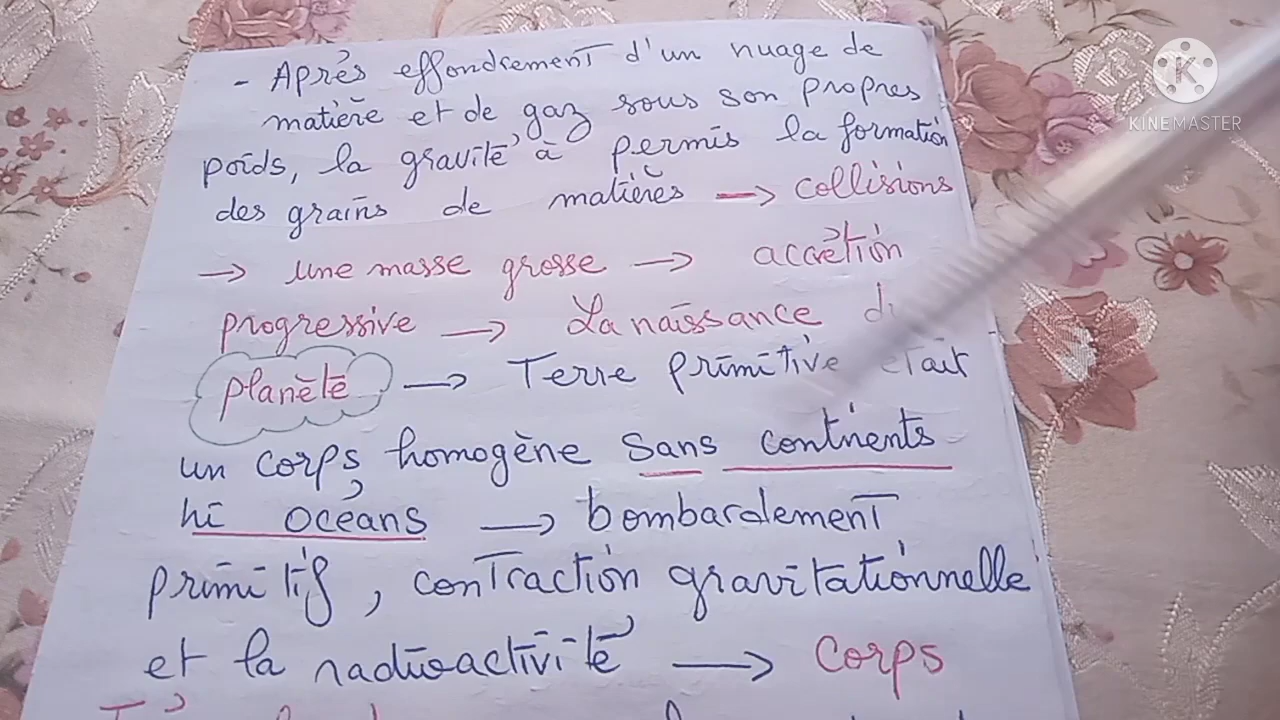 - Après effondrement d'un nuage de
matière et de gaz sous son propres
poids, la gravité à permis la formation
des grains de matières → collisions
→ une masse grosse → accrétion
progressive → La naissance
planète → Terre primitive était
un corps homogène sans continents
ni océans → bombardement
primitif, contraction gravitationnelle
et la radioactivité → corps
K
KINEMASTER